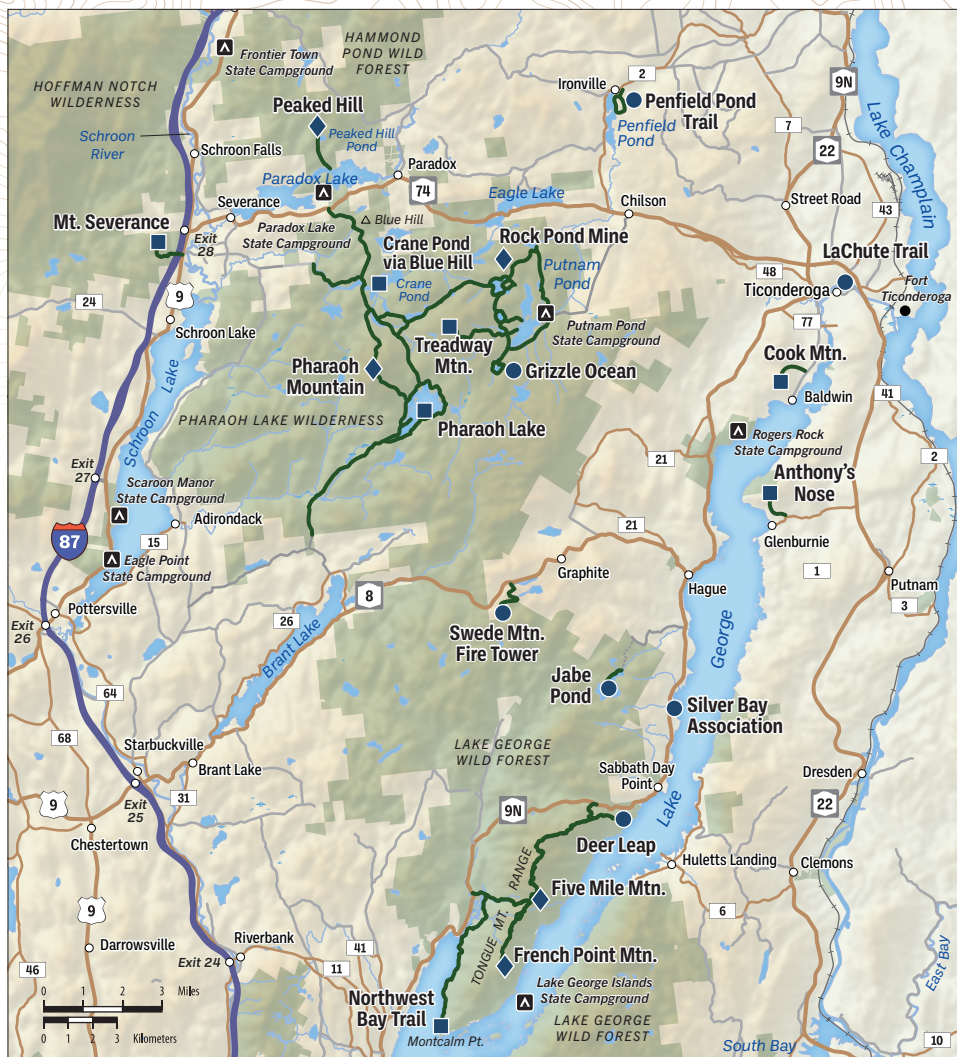 HAMMOND
POND WILD
FOREST
Frontier Town
State Campground
HOFFMAN NOTCH
WILDERNESS
Ironville
2
9N
Peaked Hill
Penfield Pond
Trail
Schroon
River
Peaked Hill
Pond
Penfield
Pond
7
Lake Champlain
Schroon Falls
22
Paradox
Paradox Lake
74
Eagle Lake
Severance
Chilson
Street Road
43
Mt. Severance
Exit
28
Paradox Lake
State Campground
Blue Hill
Crane Pond
via Blue Hill
Rock Pond Mine
LaChute Trail
Putnam
Pond
48
Crane
Pond
Ticonderoga
Fort
Ticonderoga
9
24
Schroon Lake
77
Putnam Pond
State Campground
Treadway
Mtn.
Cook Mtn.
Pharaoh
Mountain
Grizzle Ocean
Baldwin
41
Schroon Lake
PHARAOH LAKE WILDERNESS
Pharaoh Lake
Rogers Rock
State Campground
2
Exit
27
21
Scaroon Manor
State Campground
Anthony's
Nose
Adirondack
21
Glenburnie
87
15
Eagle Point
State Campground
Graphite
1
Putnam
Hague
8
3
Pottersville
26
Brant Lake
Exit
26
Swede Mtn.
Fire Tower
Lake George
Jabe
Pond
64
Silver Bay
Association
68
Starbuckville
LAKE GEORGE
WILD FOREST
Brant Lake
Sabbath Day
Point
Dresden
9
Exit
25
31
9N
22
Chestertown
Deer Leap
Huletts Landing
Clemons
TONGUE MT. RANGE
Five Mile Mtn.
9
6
Darrowsville
Riverbank
41
French Point Mtn.
East Bay
46
Exit 24
11
0 1 2 3 Miles
Lake George Islands
State Campground
Northwest
Bay Trail
LAKE GEORGE
WILD FOREST
0 1 2 3 Kilometers
Montcalm Pt.
South Bay
10